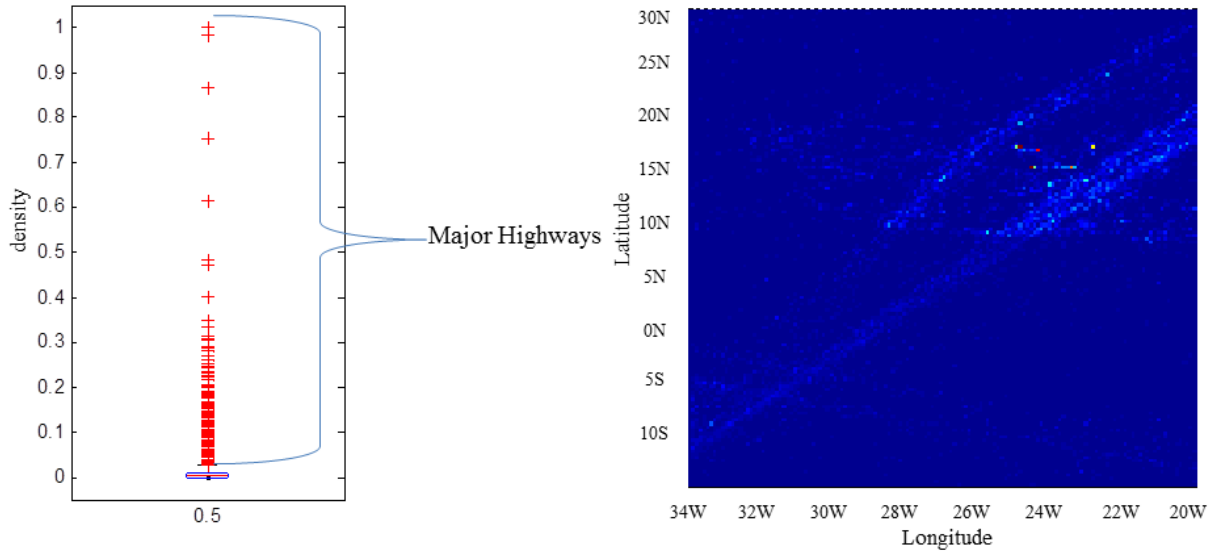 1
0.9
0.8
0.7
0.6
0.5
0.4
0.3
0.2
0.1
0
density
0.5
Major Highways
30N
25N
20N
15N
10N
5N
0N
5S
10S
Latitude
34W 32W 30W 28W 26W 24W 22W 20W
Longitude